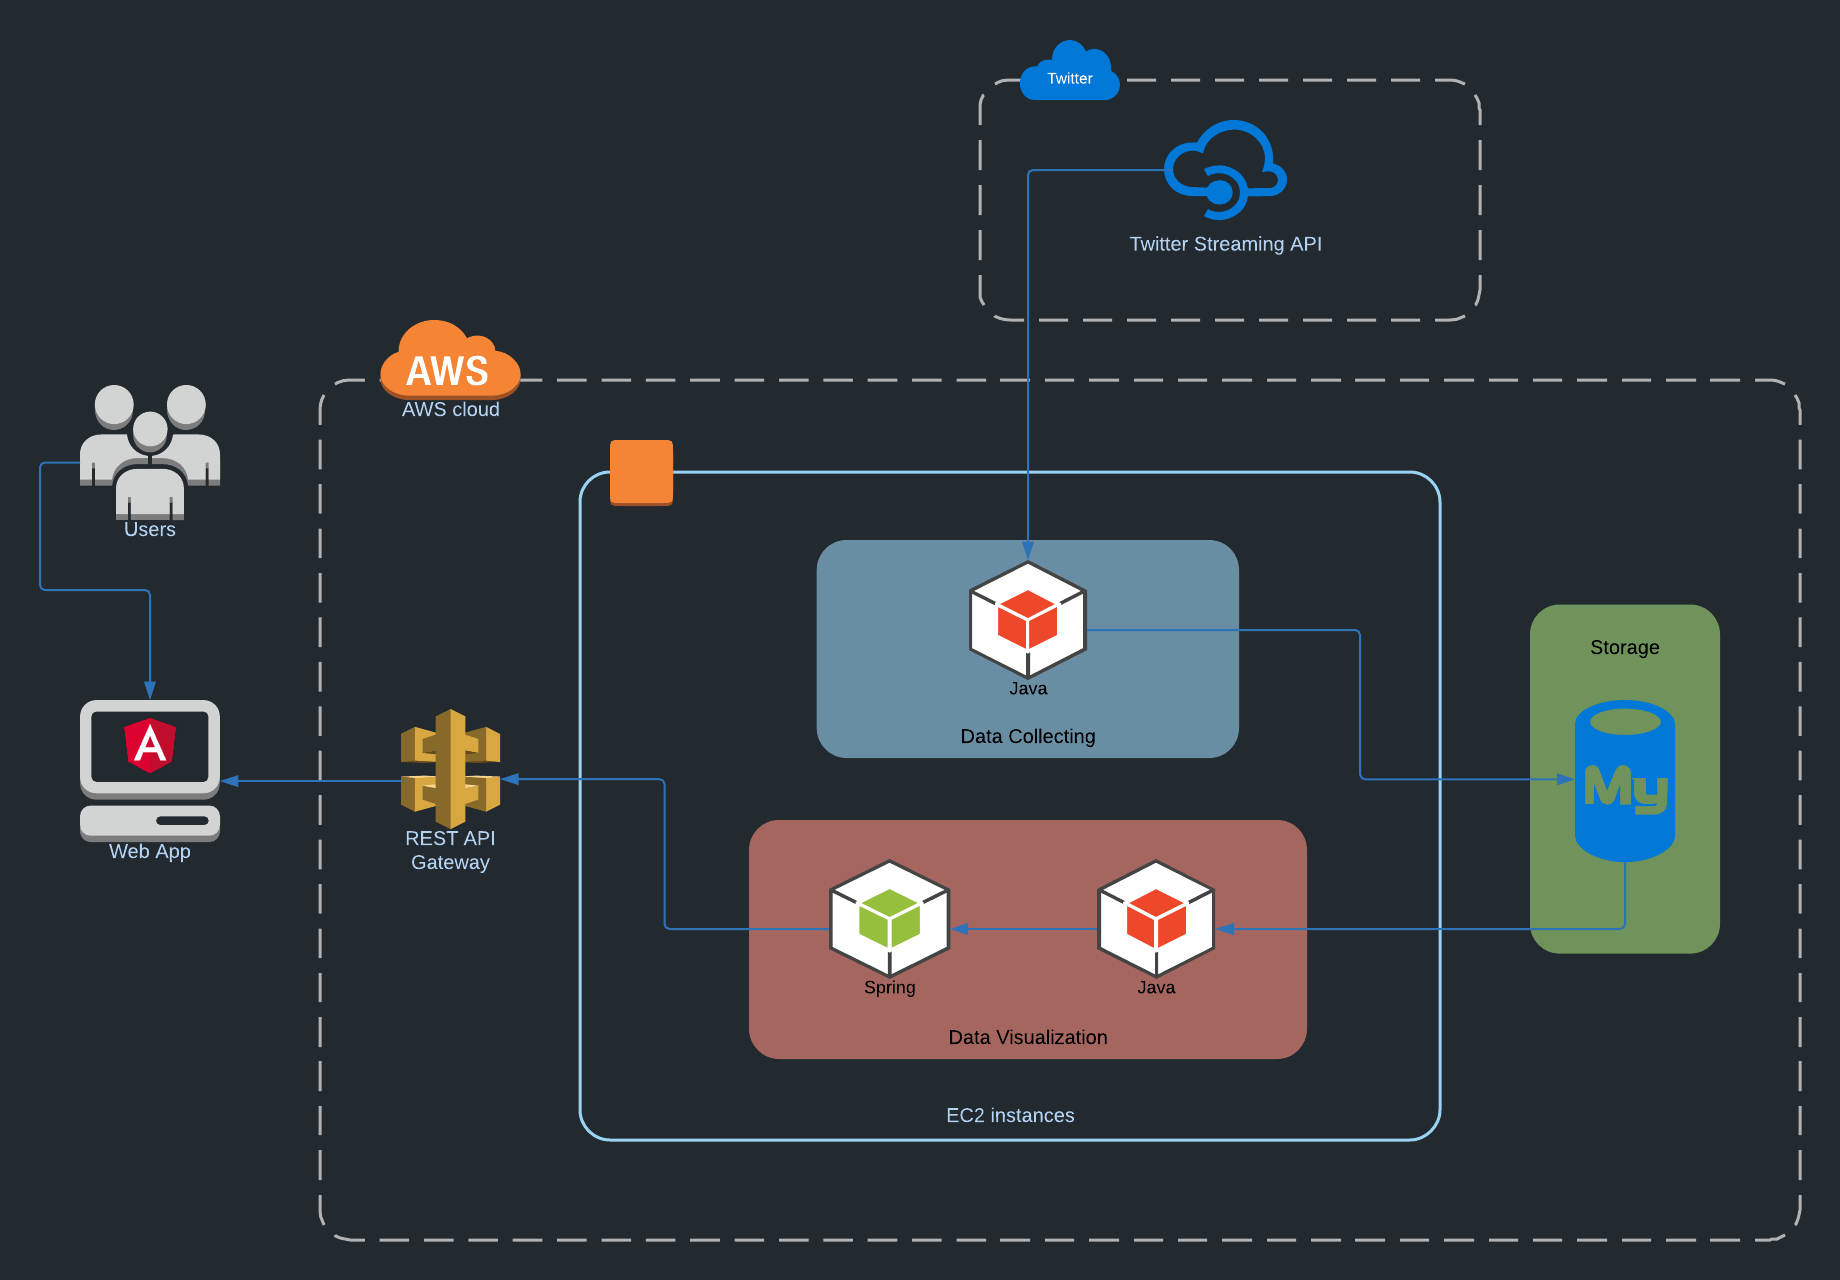 Twitter
Twitter Streaming API
AWS
AWS cloud
Users
Java
Data Collecting
Storage
My
Web App
REST API
Gateway
Spring
Java
Data Visualization
EC2 instances